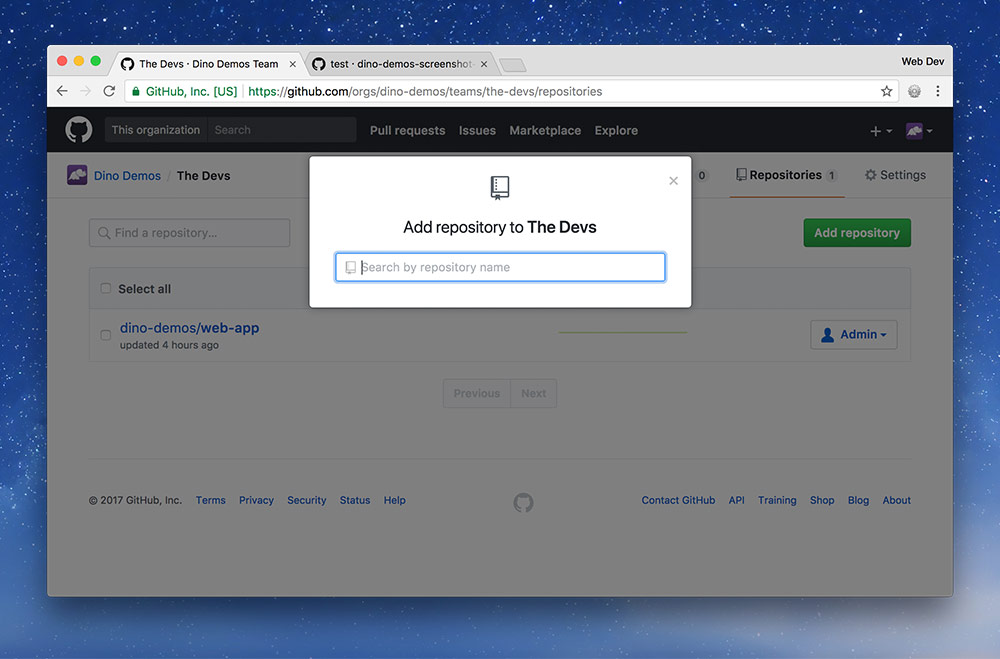 The Devs · Dino Demos Team
test · dino-demos-screenshot-
Web Dev
GitHub, Inc. [US]
https://github.com/orgs/dino-demos/teams/the-devs/repositories
This organization
Search
Pull requests
Issues
Marketplace
Explore
Dino Demos / The Devs
0
Repositories 1
Settings
Add repository to The Devs
Search by repository name
Find a repository...
Add repository
Select all
dino-demos/web-app
updated 4 hours ago
Admin
Previous
Next
© 2017 GitHub, Inc.
Terms
Privacy
Security
Status
Help
Contact GitHub
API
Training
Shop
Blog
About